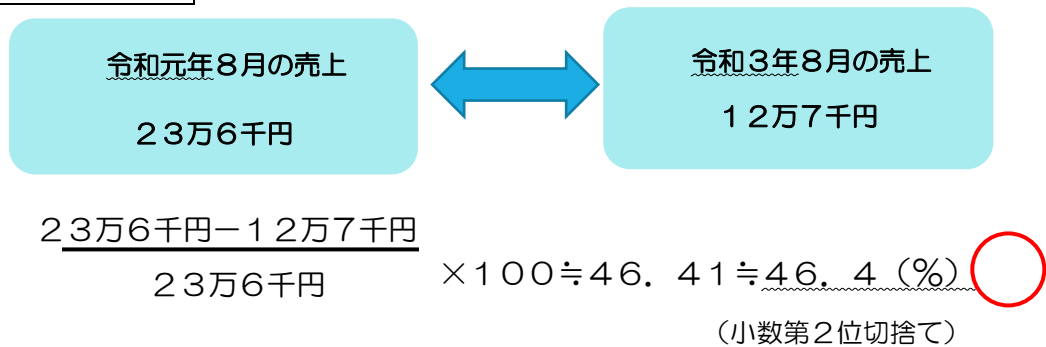 令和元年８月の売上
２３万６千円
令和３年８月の売上
１２万７千円
２３万６千円－１２万７千円
２３万６千円
×１００≒４６．４１≒４６．４（％）
（小数第２位切捨て）